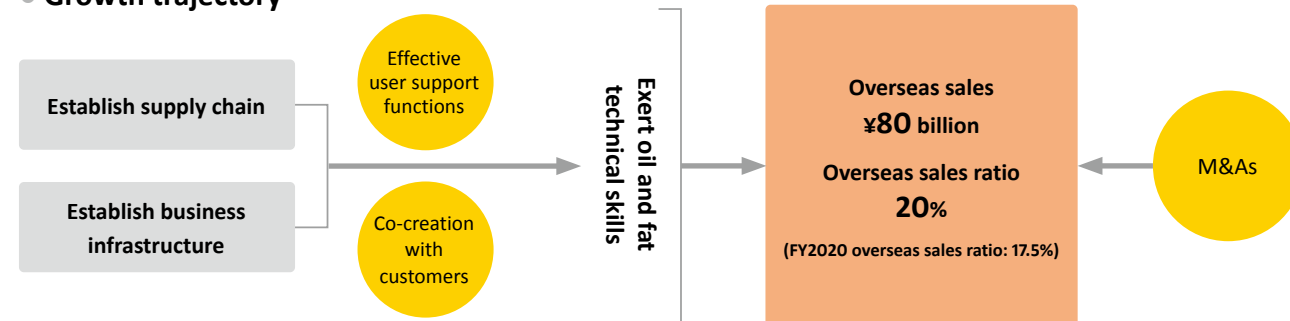 ● Growth trajectory
Establish supply chain
Establish business
infrastructure
Effective
user support
functions
Co-creation
with
customers
Exert oil and fat
technical skills
Overseas sales
¥80 billion
Overseas sales ratio
20%
(FY2020 overseas sales ratio: 17.5%)
M&As